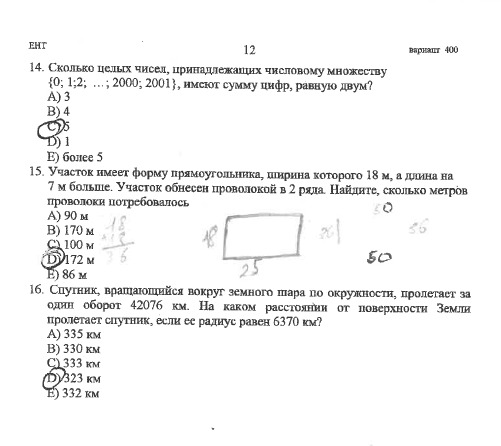 ЕНТ
12
вариант 400
14. Сколько целых чисел, принадлежащих числовому множеству
{0; 1;2; ...; 2000; 2001}, имеют сумму цифр, равную двум?
A) 3
B) 4
C) 5
D) 1
E) более 5
15. Участок имеет форму прямоугольника, ширина которого 18 м, а длина на
7 м больше. Участок обнесен проволокой в 2 ряда. Найдите, сколько метров
проволоки потребовалось
A) 90 м
B) 170 м
C) 100 м
D) 172 м
E) 86 м
18
18
36
18
25
50
86
50
16. Спутник, вращающийся вокруг земного шара по окружности, пролетает за
один оборот 42076 км. На каком расстоянии от поверхности Земли
пролетает спутник, если ее радиус равен 6370 км?
A) 335 км
B) 330 км
C) 333 км
D) 323 км
E) 332 км